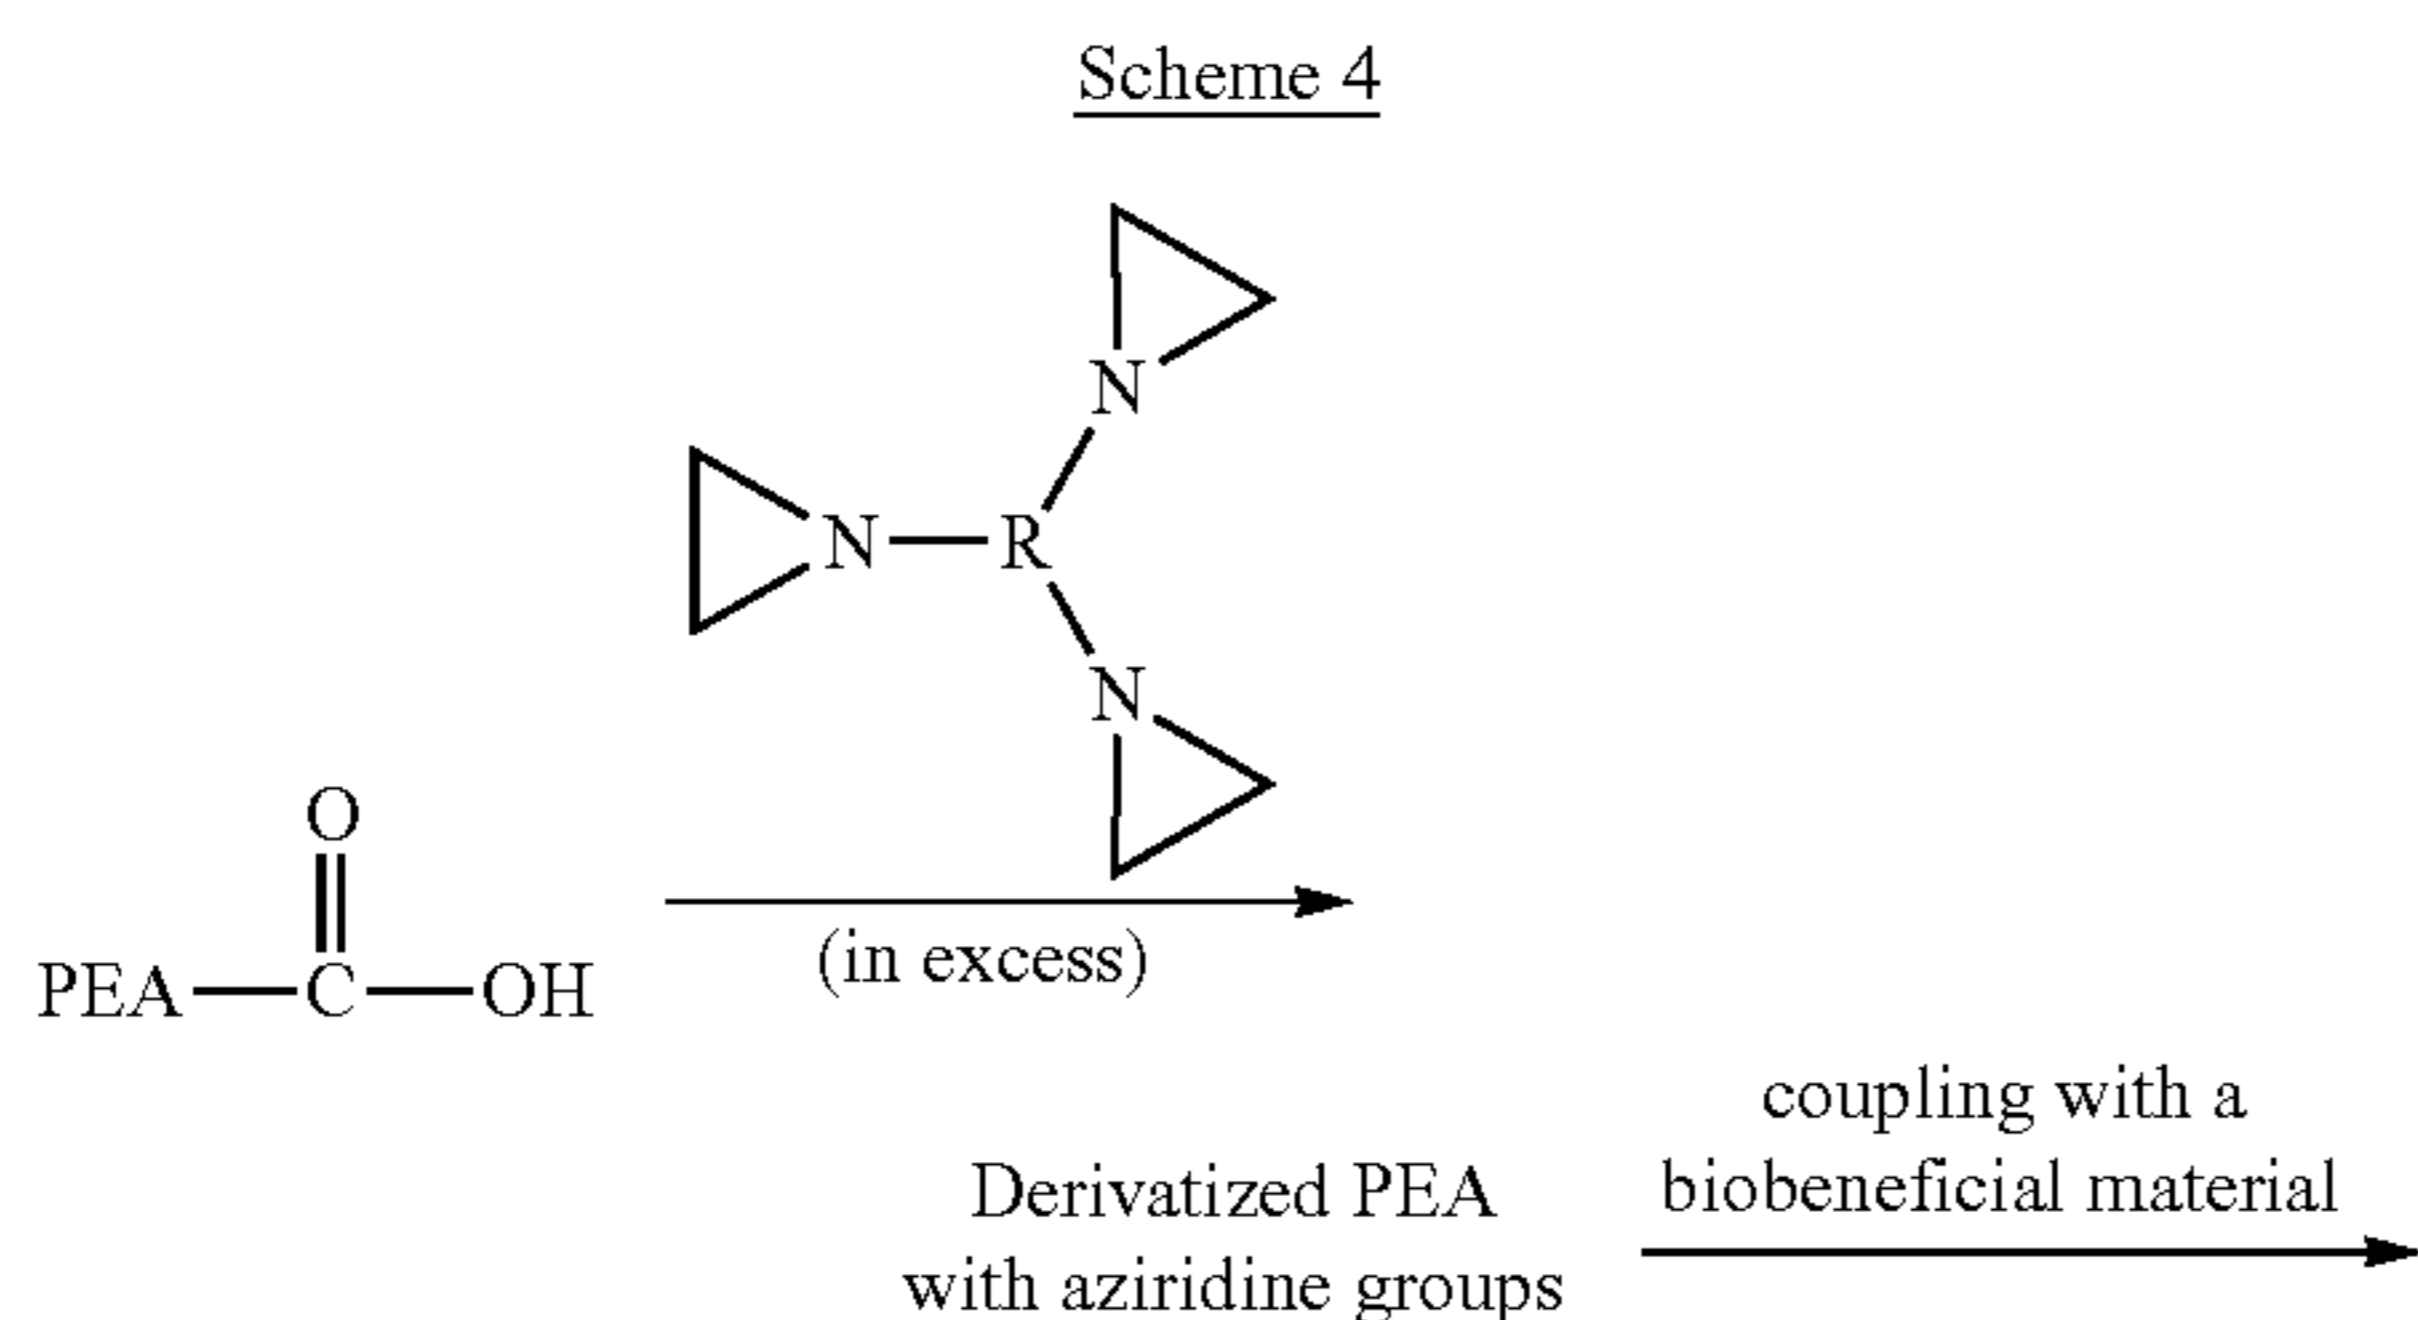 Scheme 4
N
N—R
N
O
PEA—C—OH
(in excess)
Derivatized PEA
with aziridine groups
coupling with a
biobeneficial material